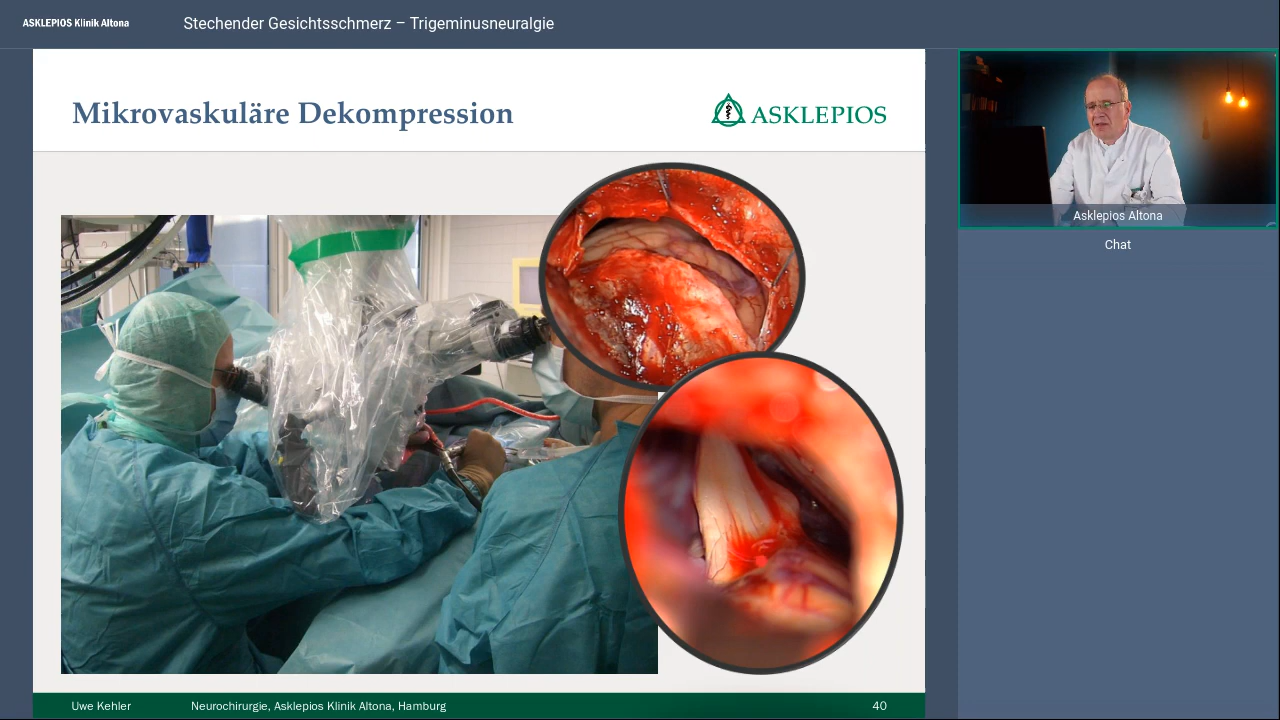 ASKLEPIOS Klinik Altona
Stechender Gesichtsschmerz – Trigeminusneuralgie
Mikrovaskuläre Dekompression
ASKLEPIOS
Asklepios Altona
Chat
Uwe Kehler
Neurochirurgie, Asklepios Klinik Altona, Hamburg
40